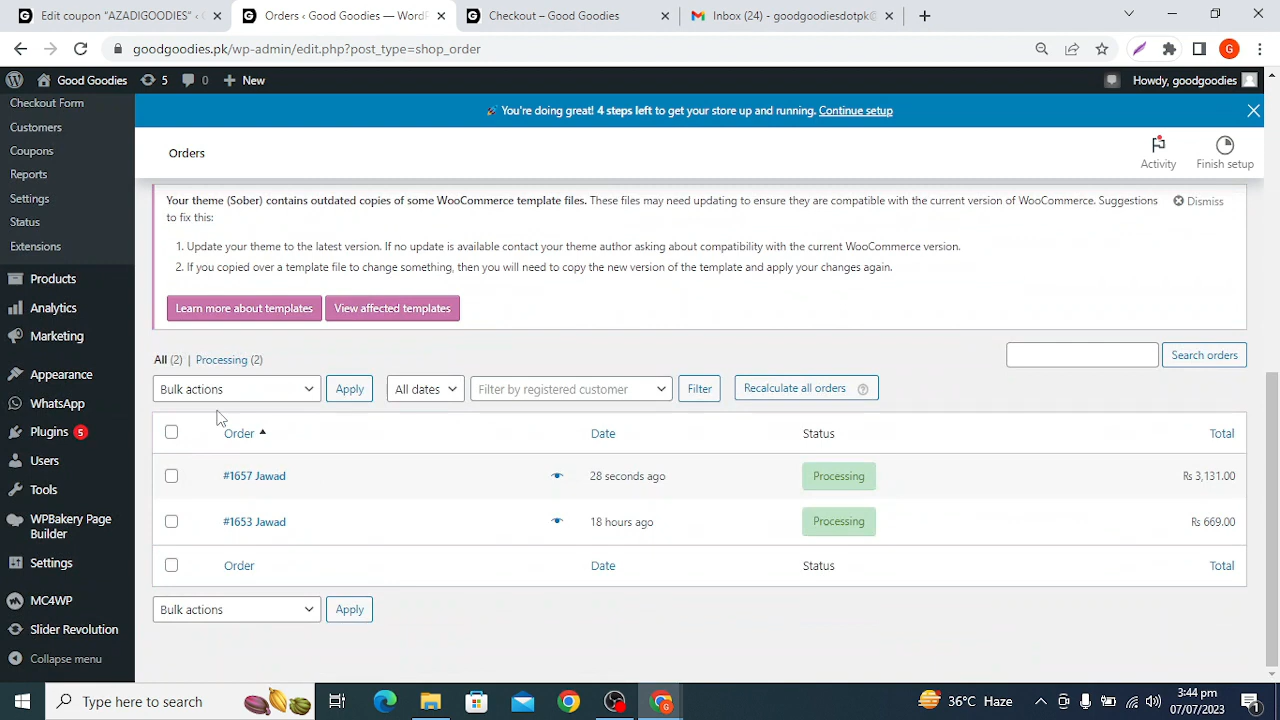 Edit coupon "AZADIGOODIES" ‹ G
Orders ‹ Good Goodies — WordP
Checkout – Good Goodies
Inbox (24) - goodgoodiesdotpk@
goodgoodies.pk/wp-admin/edit.php?post_type=shop_order
G
Good Goodies
5
0
New
Howdy, goodgoodies
You're doing great! 4 steps left to get your store up and running. Continue setup
Orders
Activity
Finish setup
Checkout Form
Customers
Coupons
Reports
Settings
Status
Extensions
Products
Analytics
Marketing
Appearance
WhatsApp
Plugins 5
Users
Tools
WPBakery Page
Builder
Settings
MC4WP
Slider Revolution
Collapse menu
Your theme (Sober) contains outdated copies of some WooCommerce template files. These files may need updating to ensure they are compatible with the current version of WooCommerce. Suggestions
to fix this:
Dismiss
1. Update your theme to the latest version. If no update is available contact your theme author asking about compatibility with the current WooCommerce version.
2. If you copied over a template file to change something, then you will need to copy the new version of the template and apply your changes again.
Learn more about templates
View affected templates
All (2) | Processing (2)
Search orders
Bulk actions
Apply
All dates
Filter by registered customer
Filter
Recalculate all orders ?
Order Date Status Total
#1657 Jawad 28 seconds ago Processing Rs 3,131.00
#1653 Jawad 18 hours ago Processing Rs 669.00
Order Date Status Total
Bulk actions
Apply
Type here to search
36°C Haze
3:44 pm
07/07/2023
1